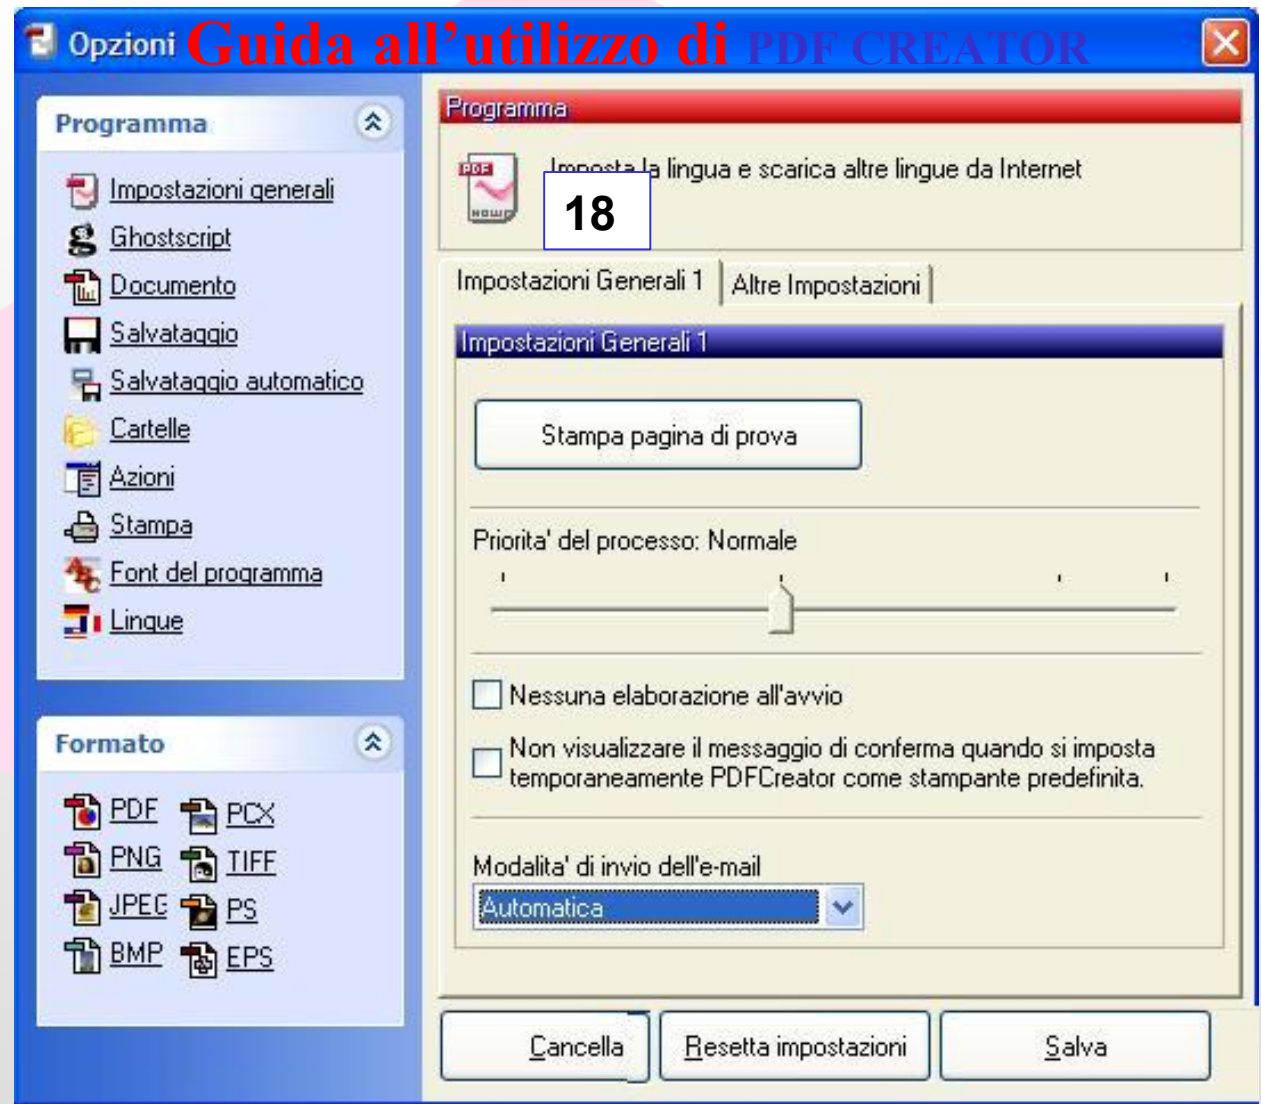 Opzioni Guida all'utilizzo di PDF CREATOR
Programma
Impostazioni generali
Ghostscript
Documento
Salvataggio
Salvataggio automatico
Cartelle
Azioni
Stampa
Font del programma
Lingue
Formato
PDF PCX
PNG TIFF
JPEG PS
BMP EPS
Programma
PDF
Imposta la lingua e scarica altre lingue da Internet
18
Impostazioni Generali 1 Altre Impostazioni
Impostazioni Generali 1
Stampa pagina di prova
Priorita' del processo: Normale
Nessuna elaborazione all'avvio
Non visualizzare il messaggio di conferma quando si imposta
temporaneamente PDFCreator come stampante predefinita.
Modalita' di invio dell'e-mail
Automatica
Cancella Resetta impostazioni Salva